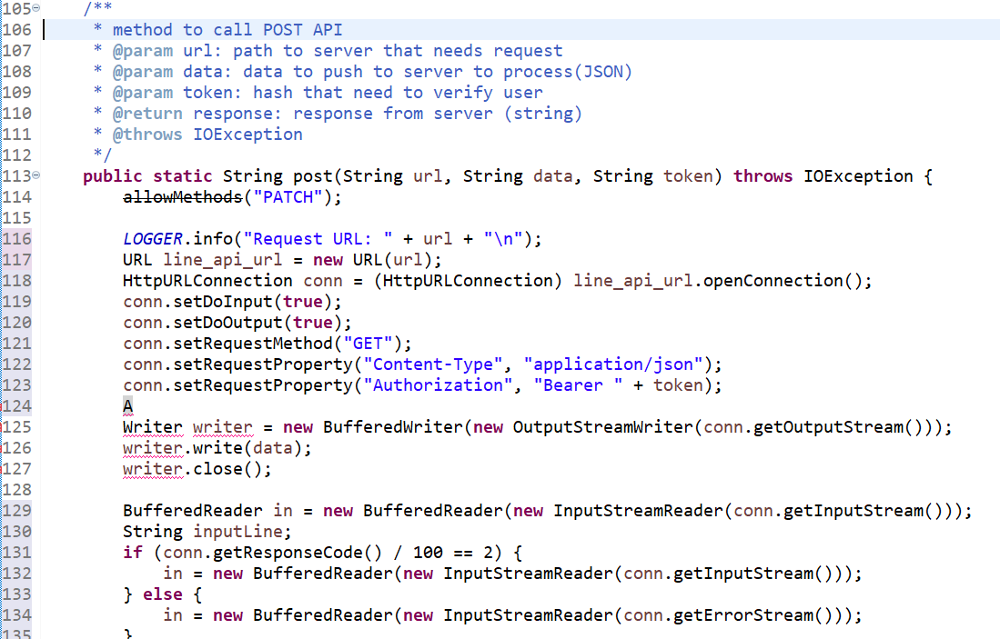 105 /**
106 * method to call POST API
107 * @param url: path to server that needs request
108 * @param data: data to push to server to process(JSON)
109 * @param token: hash that need to verify user
110 * @return response: response from server (string)
111 * @throws IOException
112 */
113 public static String post(String url, String data, String token) throws IOException {
114 allowMethods("PATCH");
115
116 LOGGER.info("Request URL: " + url + "\n");
117 URL line_api_url = new URL(url);
118 HttpURLConnection conn = (HttpURLConnection) line_api_url.openConnection();
119 conn.setDoInput(true);
120 conn.setDoOutput(true);
121 conn.setRequestMethod("GET");
122 conn.setRequestProperty("Content-Type", "application/json");
123 conn.setRequestProperty("Authorization", "Bearer " + token);
124 A
125 Writer writer = new BufferedWriter(new OutputStreamWriter(conn.getOutputStream()));
126 writer.write(data);
127 writer.close();
128
129 BufferedReader in = new BufferedReader(new InputStreamReader(conn.getInputStream()));
130 String inputLine;
131 if (conn.getResponseCode() / 100 == 2) {
132 in = new BufferedReader(new InputStreamReader(conn.getInputStream()));
133 } else {
134 in = new BufferedReader(new InputStreamReader(conn.getErrorStream()));
135 }